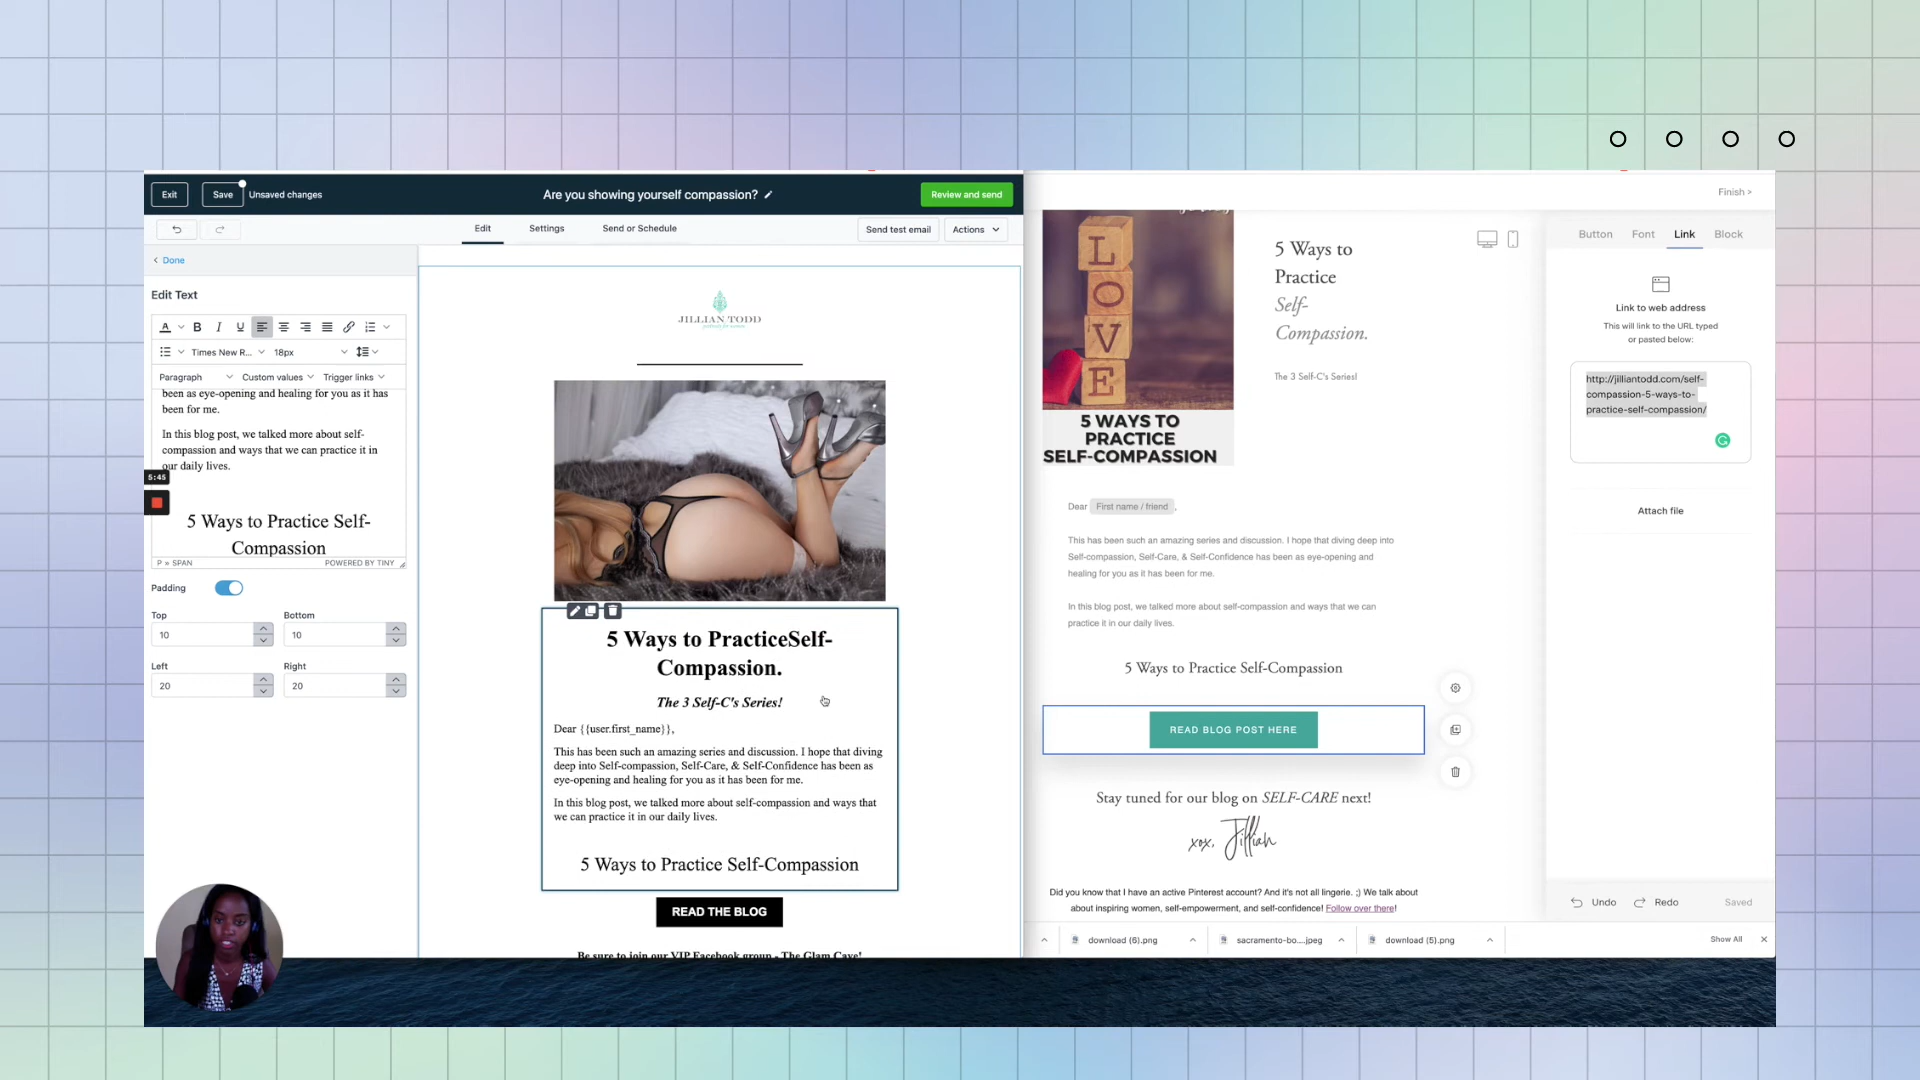 Exit
Save
Unsaved changes
Are you showing yourself compassion?
Review and send
Edit
Settings
Send or Schedule
Send test email
Actions
Done
Edit Text
A
B
I
U
Times New R...
18px
Paragraph
Custom values
Trigger links
been as eye-opening and healing for you as it has
been for me.
In this blog post, we talked more about self-
compassion and ways that we can practice it in
our daily lives.
5:45
5 Ways to Practice Self-
Compassion
P » SPAN
POWERED BY TINY
Padding
Top
Bottom
10
10
Left
Right
20
20
JILLIAN TODD
5 Ways to PracticeSelf-
Compassion.
The 3 Self-C's Series!
Dear {{user.first_name}},
This has been such an amazing series and discussion. I hope that diving
deep into Self-compassion, Self-Care, & Self-Confidence has been as
eye-opening and healing for you as it has been for me.
In this blog post, we talked more about self-compassion and ways that
we can practice it in our daily lives.
5 Ways to Practice Self-Compassion
READ THE BLOG
Be sure to join our VIP Facebook group - The Glam Cave!
Finish >
LOVE
5 WAYS TO
PRACTICE
SELF-COMPASSION
5 Ways to
Practice
Self-
Compassion.
The 3 Self-C's Series!
Dear First name / friend ,
This has been such an amazing series and discussion. I hope that diving deep into
Self-compassion, Self-Care, & Self-Confidence has been as eye-opening and
healing for you as it has been for me.
In this blog post, we talked more about self-compassion and ways that we can
practice it in our daily lives.
5 Ways to Practice Self-Compassion
READ BLOG POST HERE
Stay tuned for our blog on SELF-CARE next!
xox, Jillian
Did you know that I have an active Pinterest account? And it's not all lingerie. ;) We talk about
about inspiring women, self-empowerment, and self-confidence! Follow over there!
Button
Font
Link
Block
Link to web address
This will link to the URL typed
or pasted below:
http://jilliantodd.com/self-
compassion-5-ways-to-
practice-self-compassion/
Attach file
Undo
Redo
Saved
download (6).png
sacramento-bo....jpeg
download (5).png
Show All